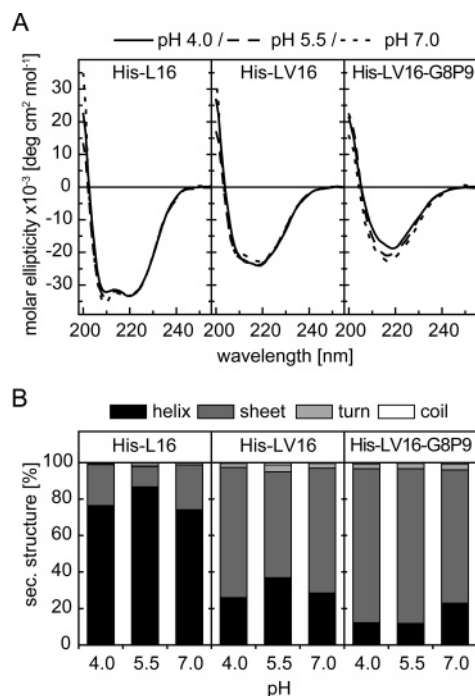 A
pH 4.0 / pH 5.5 / pH 7.0
His-L16 His-LV16 His-LV16-G8P9
molar ellipticity x10-3 [deg cm2 mol-1]
30
20
10
0
-10
-20
-30
200 220 240 200 220 240 200 220 240
wavelength [nm]
B
helix sheet turn coil
His-L16 His-LV16 His-LV16-G8P9
sec. structure [%]
100
80
60
40
20
0
4.0 5.5 7.0 4.0 5.5 7.0 4.0 5.5 7.0
pH